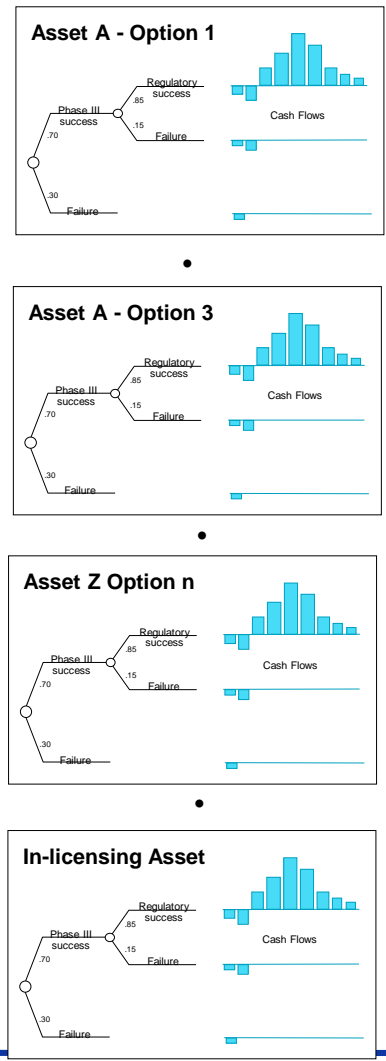 Asset A - Option 1
Regulatory
success
.85
Phase III
success
.70
.15
Failure
Cash Flows
.30
Failure
•
Asset A - Option 3
Regulatory
success
.85
Phase III
success
.70
.15
Failure
Cash Flows
.30
Failure
•
Asset Z Option n
Regulatory
success
.85
Phase III
success
.70
.15
Failure
Cash Flows
.30
Failure
•
In-licensing Asset
Regulatory
success
.85
Phase III
success
.70
.15
Failure
Cash Flows
.30
Failure